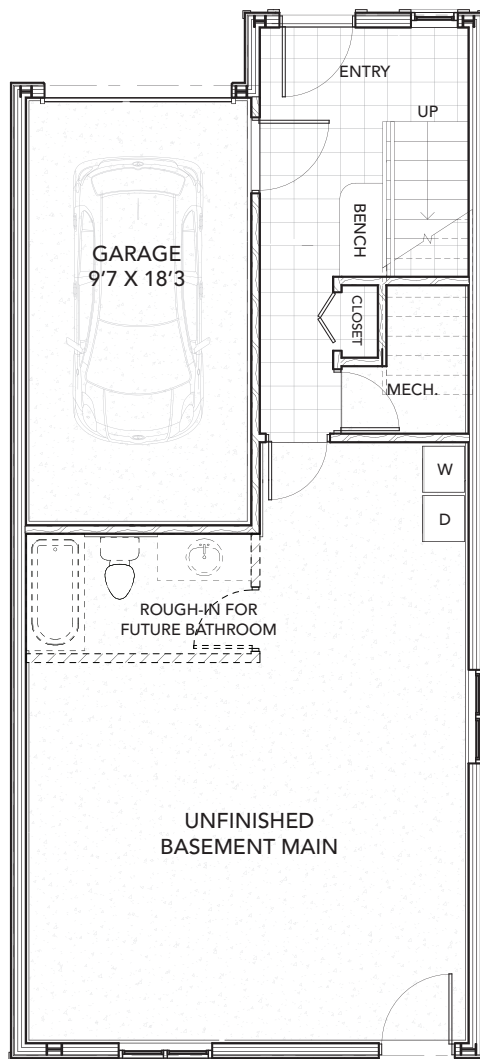 ENTRY
UP
BENCH
GARAGE
9'7 X 18'3
CLOSET
MECH.
W
D
ROUGH-IN FOR
FUTURE BATHROOM
UNFINISHED
BASEMENT MAIN